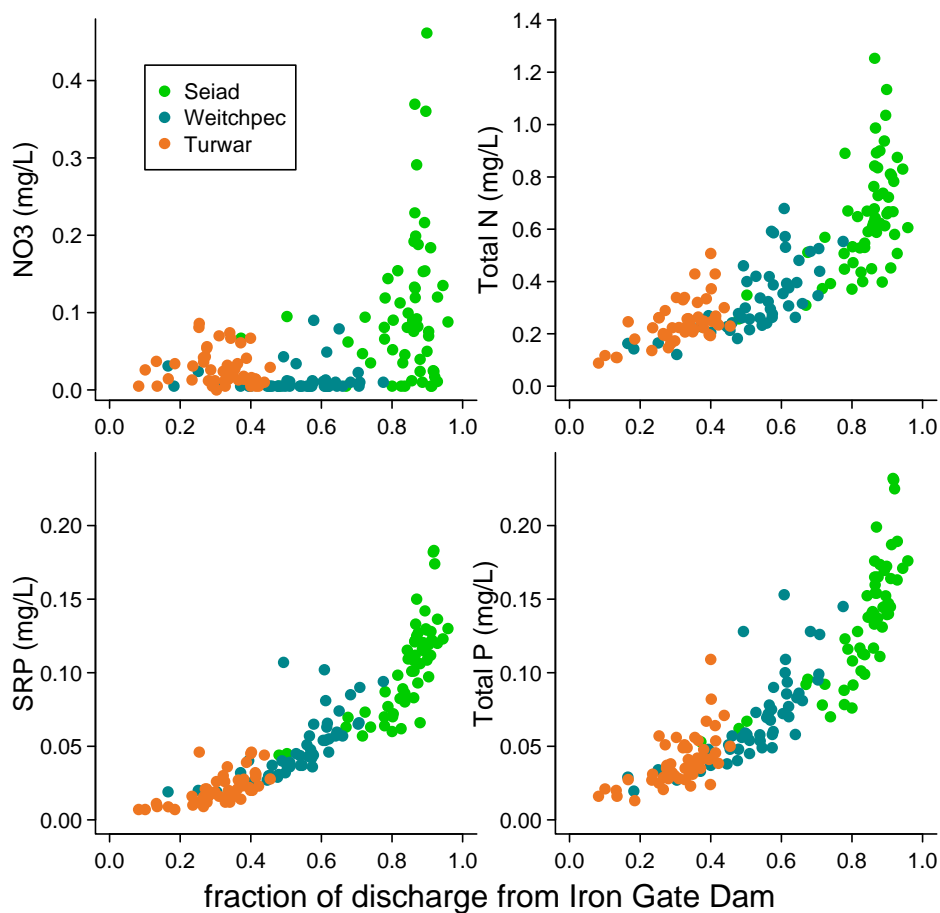 NO3 (mg/L)
0.4
0.3
0.2
0.1
0.0
Seiad
Weitchpec
Turwar
0.0 0.2 0.4 0.6 0.8 1.0
Total N (mg/L)
1.4
1.2
1.0
0.8
0.6
0.4
0.2
0.0
0.0 0.2 0.4 0.6 0.8 1.0
SRP (mg/L)
0.20
0.15
0.10
0.05
0.00
0.0 0.2 0.4 0.6 0.8 1.0
Total P (mg/L)
0.20
0.15
0.10
0.05
0.00
0.0 0.2 0.4 0.6 0.8 1.0
fraction of discharge from Iron Gate Dam